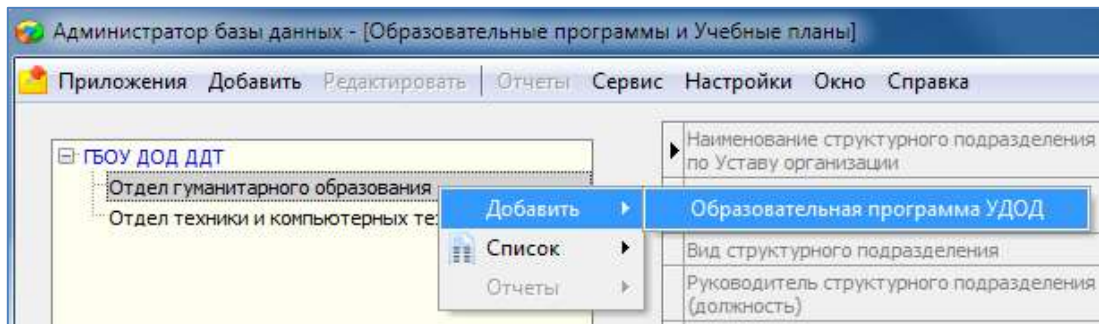 Администратор базы данных - [Образовательные программы и Учебные планы]
Приложения Добавить Редактировать Отчеты Сервис Настройки Окно Справка
ГБОУ ДОД ДДТ
Отдел гуманитарного образования
Отдел техники и компьютерных те
Добавить
Список
Отчеты
Образовательная программа УДОД
Наименование структурного подразделения
по Уставу организации
Вид структурного подразделения
Руководитель структурного подразделения
(должность)